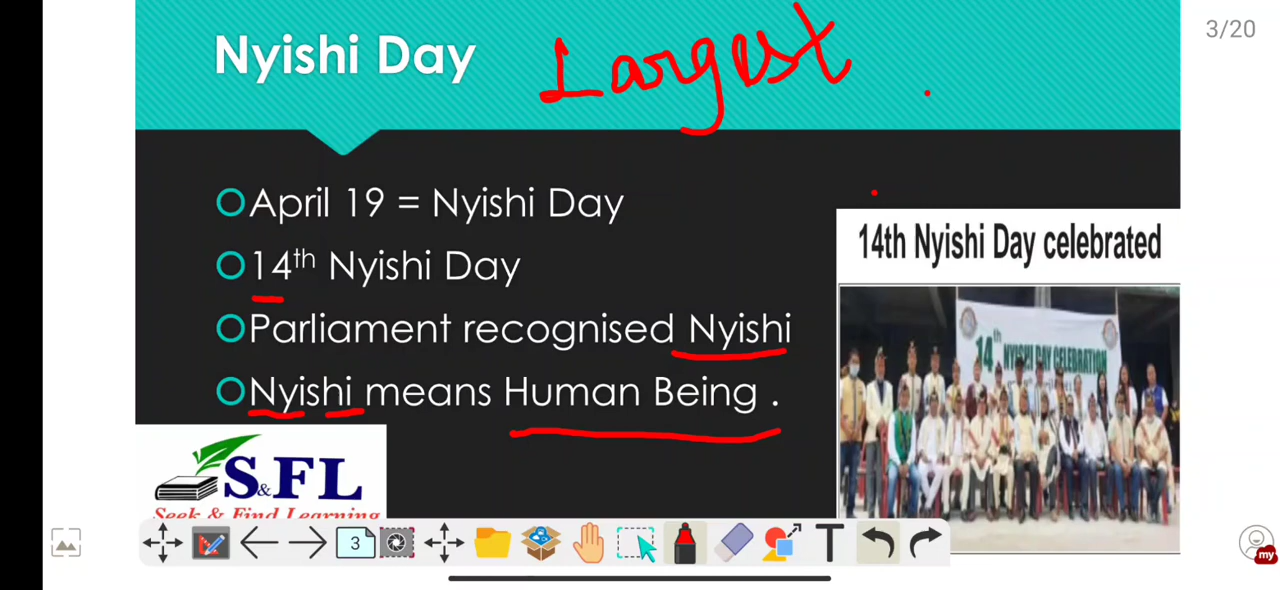 3/20
Nyishi Day Largest
April 19 = Nyishi Day
14th Nyishi Day
Parliament recognised Nyishi
Nyishi means Human Being .
14th Nyishi Day celebrated
14th NYISHI DAY CELEBRATION
S&FL
Seek & Find Learning
3
T
my